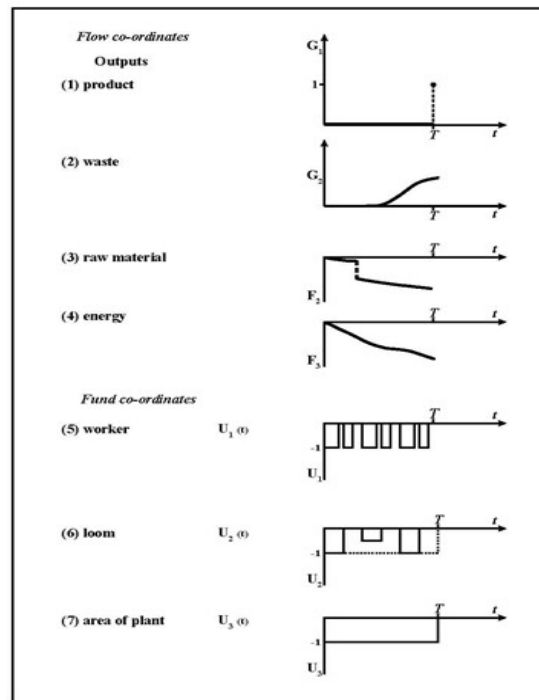 Flow co-ordinates
Outputs
(1) product
G1
1
T
t
(2) waste
G2
T
t
(3) raw material
T
t
F2
(4) energy
T
t
F3
Fund co-ordinates
(5) worker U1 (t)
T
t
-1
U1
(6) loom U2 (t)
T
t
-1
U2
(7) area of plant U3 (t)
T
t
-1
U3